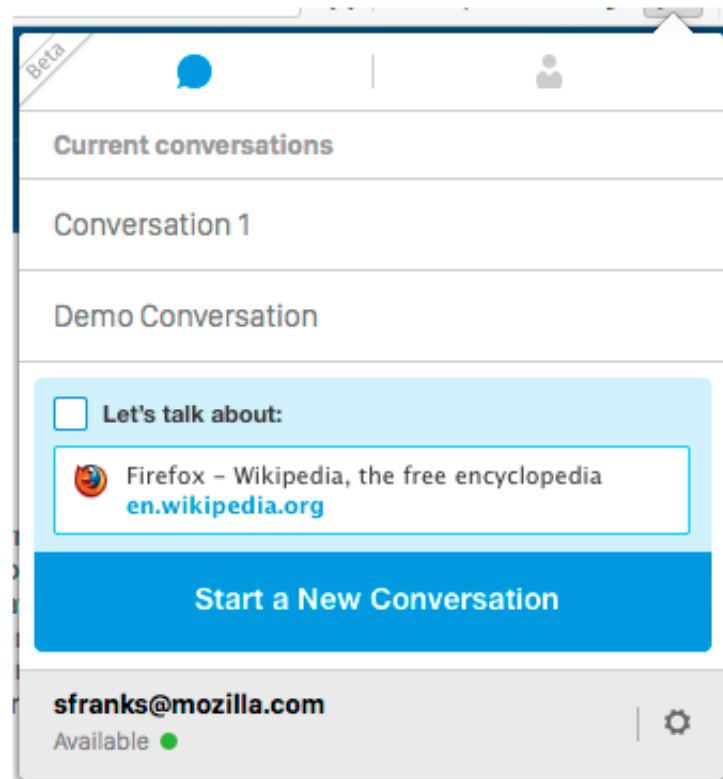 Beta
Current conversations
Conversation 1
Demo Conversation
Let's talk about:
Firefox – Wikipedia, the free encyclopedia
en.wikipedia.org
Start a New Conversation
sfranks@mozilla.com
Available